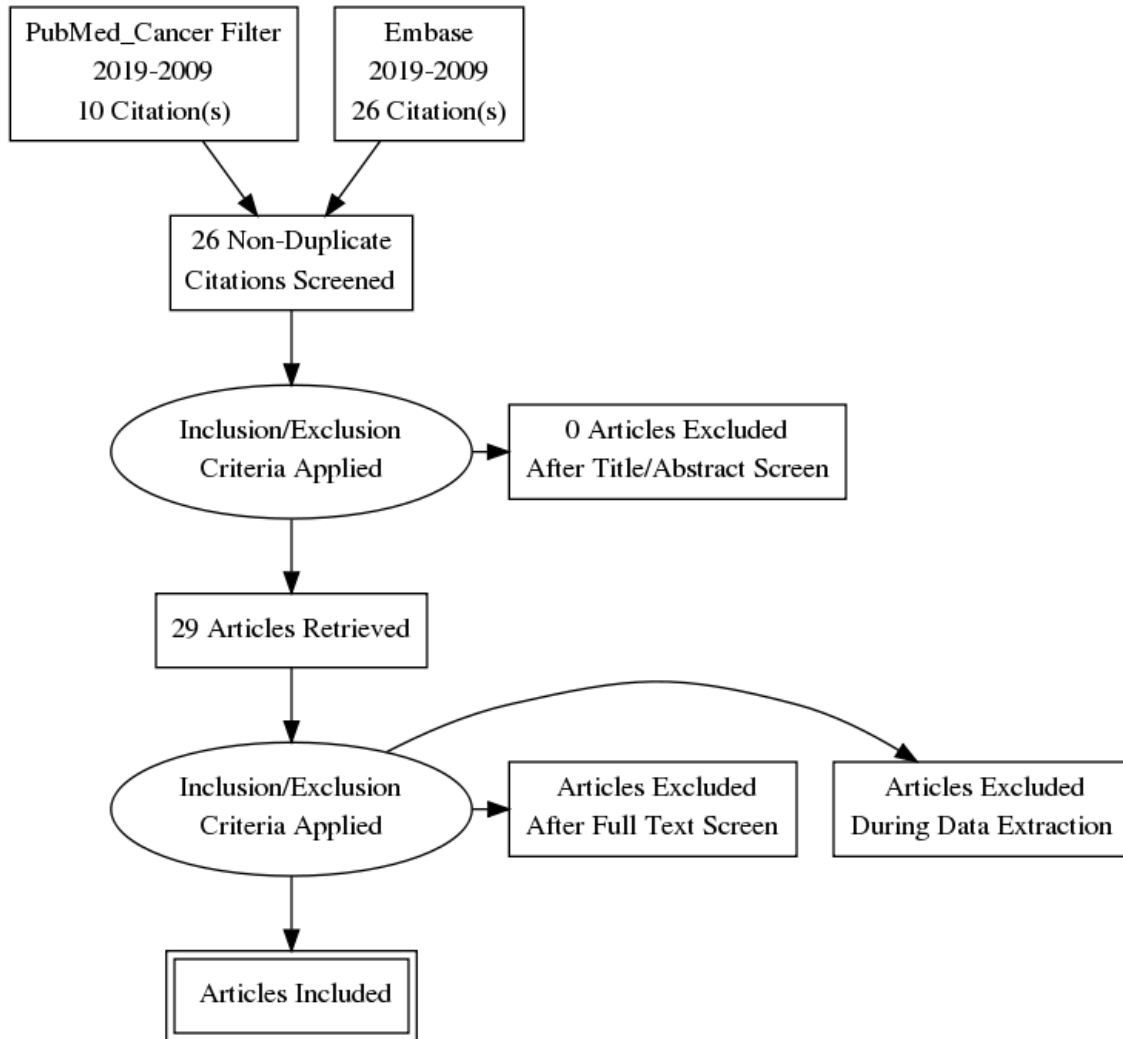 PubMed_Cancer Filter
2019-2009
10 Citation(s)
Embase
2019-2009
26 Citation(s)
26 Non-Duplicate
Citations Screened
Inclusion/Exclusion
Criteria Applied
0 Articles Excluded
After Title/Abstract Screen
29 Articles Retrieved
Inclusion/Exclusion
Criteria Applied
Articles Excluded
After Full Text Screen
Articles Excluded
During Data Extraction
Articles Included